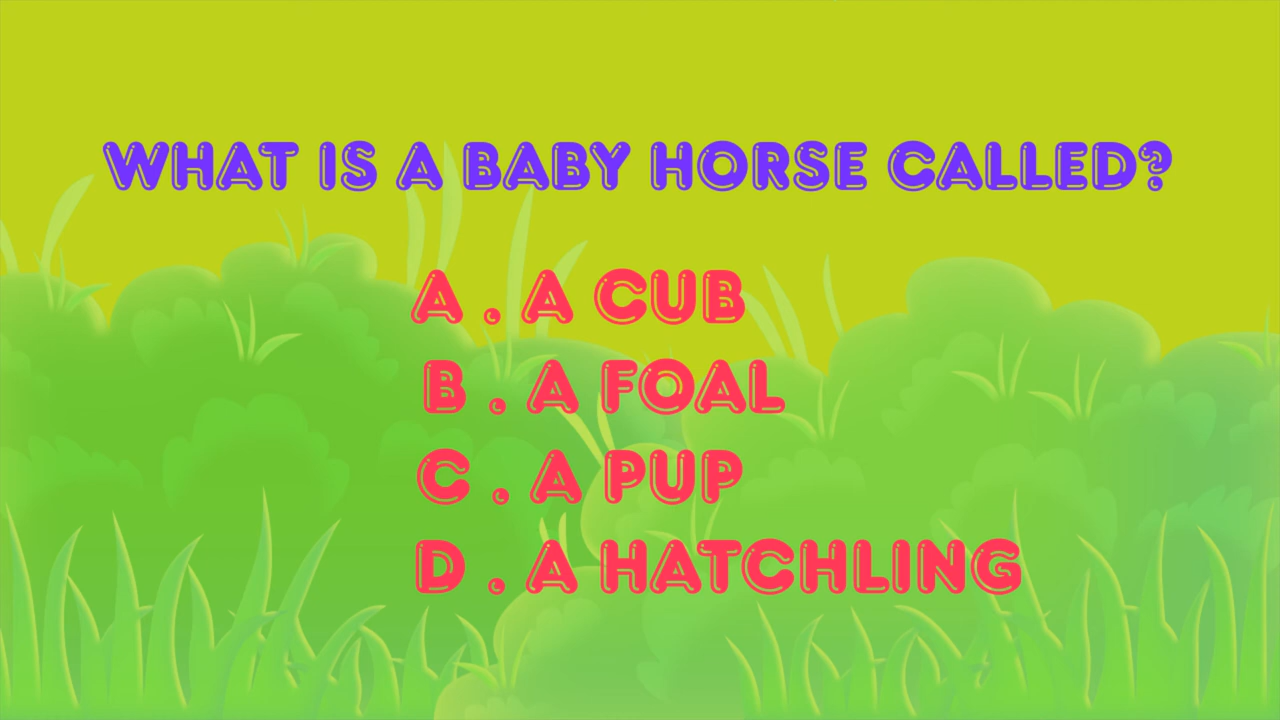 WHAT IS A BABY HORSE CALLED?
A . A CUB
B . A FOAL
C . A PUP
D . A HATCHLING